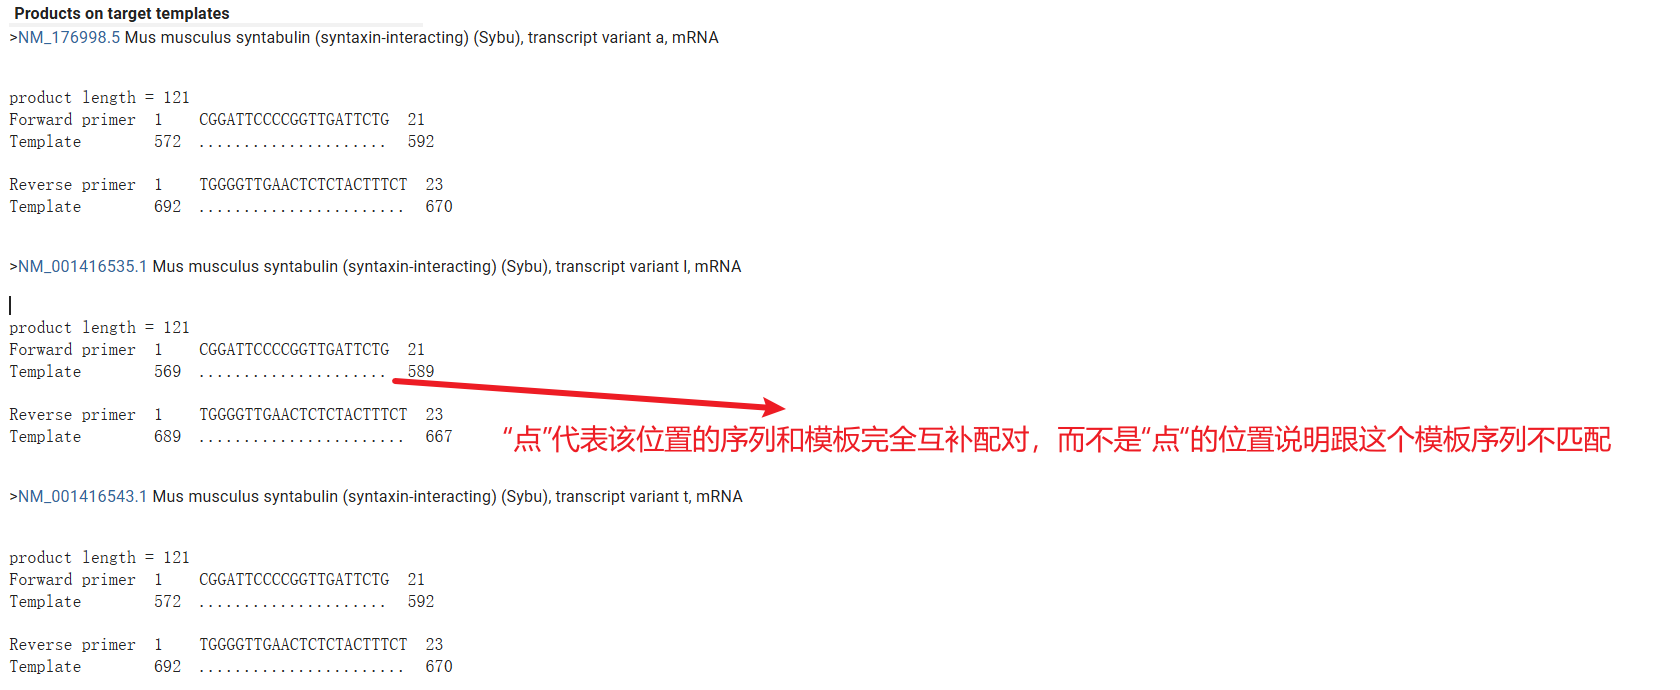 Products on target templates
>NM_176998.5 Mus musculus syntabulin (syntaxin-interacting) (Sybu), transcript variant a, mRNA
product length = 121
Forward primer 1 CGGATTCCCCGGTTGATTCTG 21
Template 572 ..................... 592
Reverse primer 1 TGGGGTTGAACTCTCTACTTTCT 23
Template 692 ....................... 670
>NM_001416535.1 Mus musculus syntabulin (syntaxin-interacting) (Sybu), transcript variant l, mRNA
product length = 121
Forward primer 1 CGGATTCCCCGGTTGATTCTG 21
Template 569 ..................... 589
Reverse primer 1 TGGGGTTGAACTCTCTACTTTCT 23
Template 689 ....................... 667
“点”代表该位置的序列和模板完全互补配对，而不是“点“的位置说明跟这个模板序列不匹配
>NM_001416543.1 Mus musculus syntabulin (syntaxin-interacting) (Sybu), transcript variant t, mRNA
product length = 121
Forward primer 1 CGGATTCCCCGGTTGATTCTG 21
Template 572 ..................... 592
Reverse primer 1 TGGGGTTGAACTCTCTACTTTCT 23
Template 692 ....................... 670